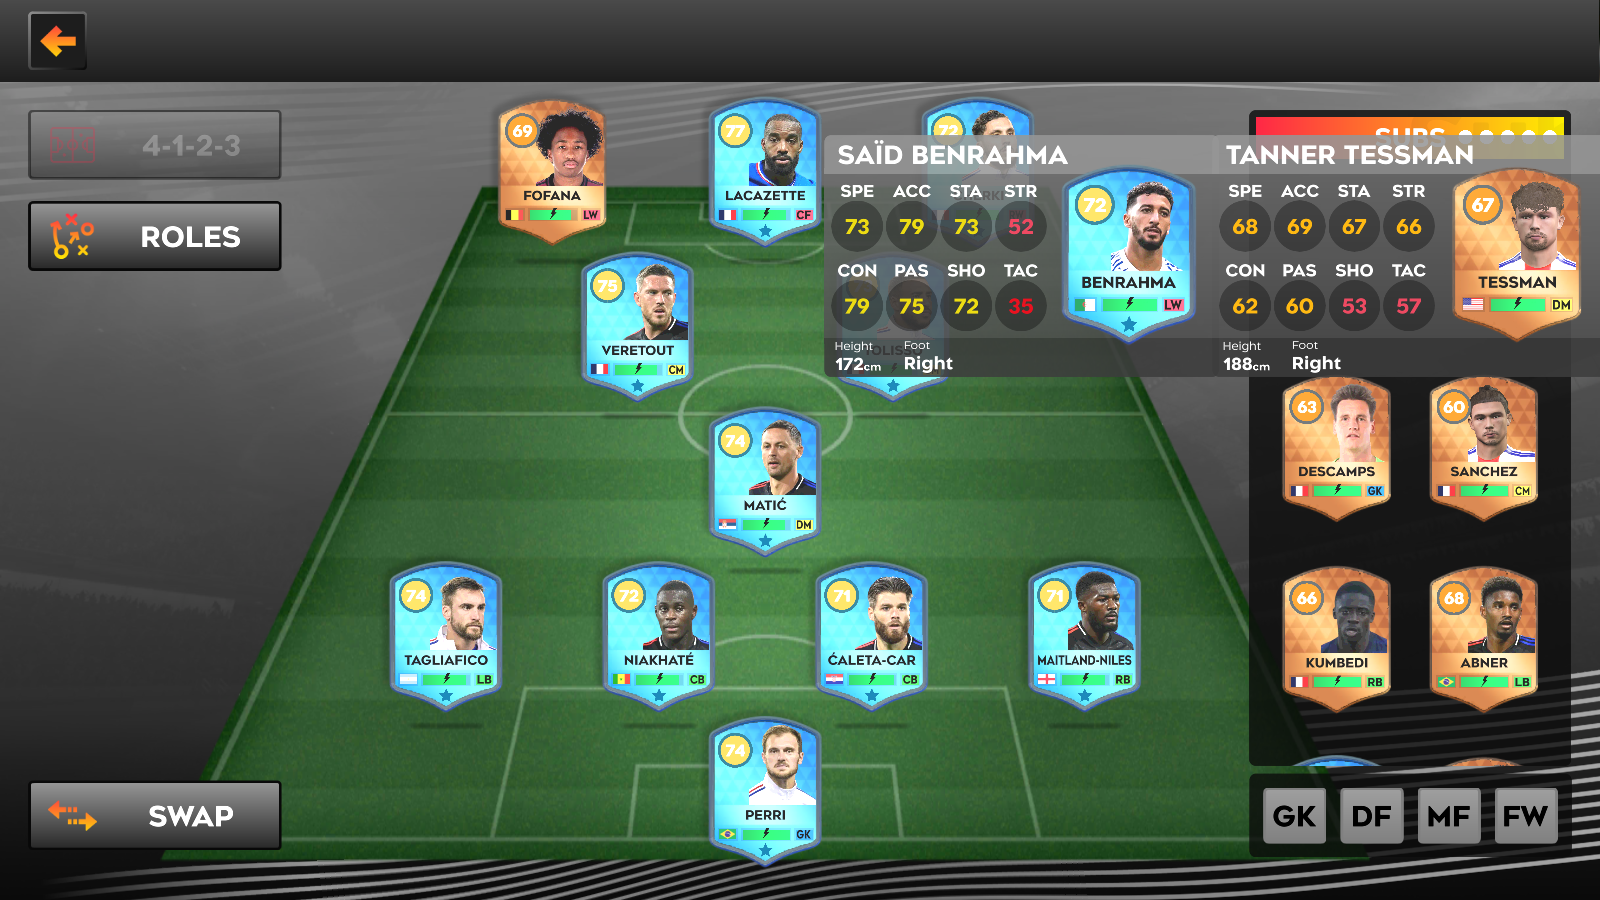 4-1-2-3
ROLES
SWAP
69
FOFANA
LW
77
LACAZETTE
CF
72
75
VERETOUT
CM
74
MATIĆ
DM
74
TAGLIAFICO
LB
72
NIAKHATÉ
CB
71
ĆALETA-CAR
CB
71
MAITLAND-NILES
RB
74
PERRI
GK
SUBS
SAÏD BENRAHMA
SPE ACC STA STR
73 79 73 52
CON PAS SHO TAC
79 75 72 35
Height Foot
172cm Right
72
BENRAHMA
LW
TANNER TESSMAN
SPE ACC STA STR
68 69 67 66
CON PAS SHO TAC
62 60 53 57
Height Foot
188cm Right
67
TESSMAN
DM
63
DESCAMPS
GK
60
SANCHEZ
CM
66
KUMBEDI
RB
68
ABNER
LB
GK DF MF FW